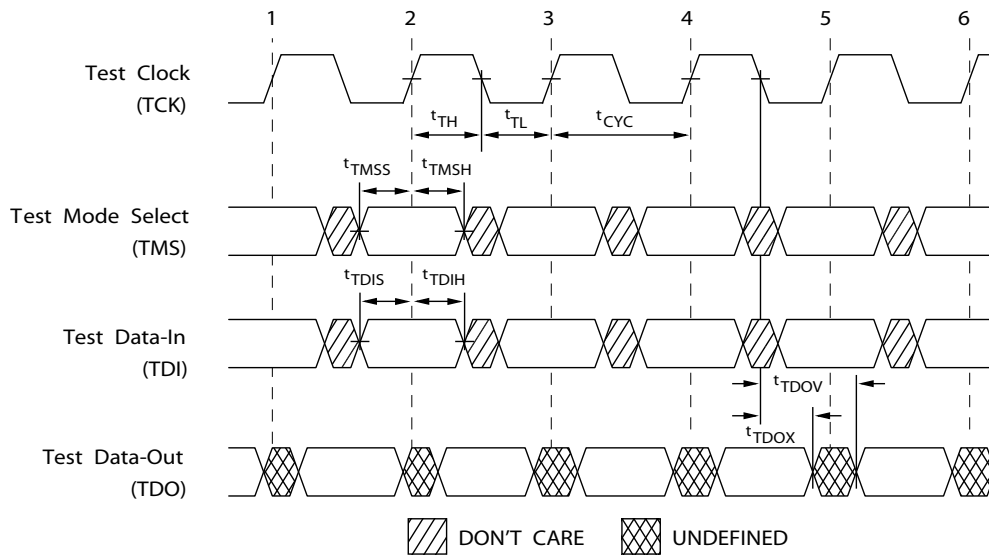 1 2 3 4 5 6
Test Clock
(TCK)
tTH tTL tCYC
tTMSS tTMSH
Test Mode Select
(TMS)
tTDIS tTDIH
Test Data-In
(TDI)
tTDOV
tTDOX
Test Data-Out
(TDO)
DON'T CARE UNDEFINED